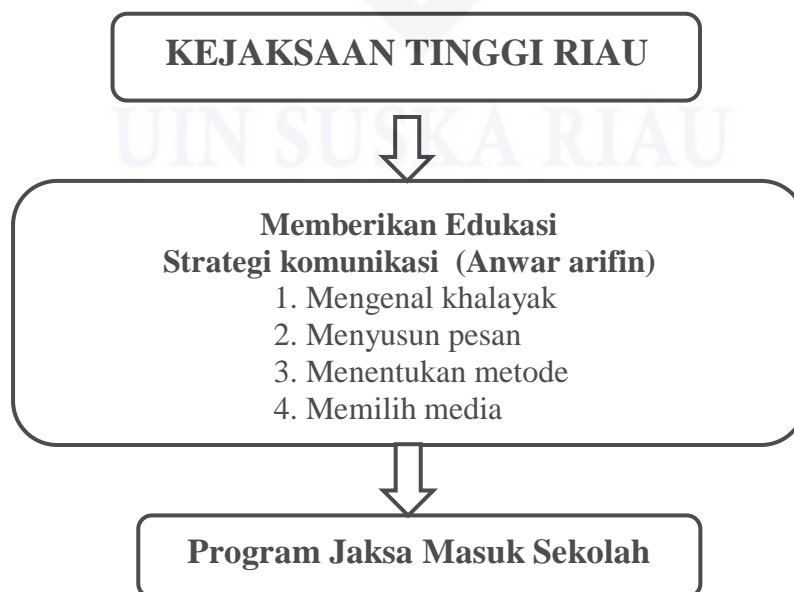 KEJAKSAAN TINGGI RIAU
UIN SUSKA RIAU
Memberikan Edukasi
Strategi komunikasi (Anwar arifin)
1. Mengenal khalayak
2. Menyusun pesan
3. Menentukan metode
4. Memilih media
Program Jaksa Masuk Sekolah